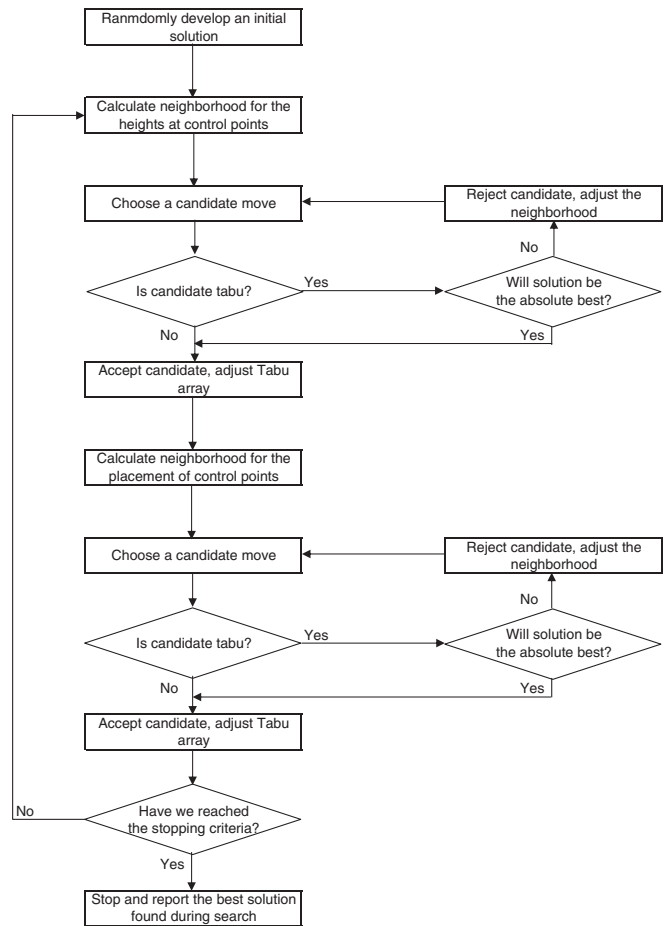 Ranmdomly develop an initial
solution
Calculate neighborhood for the
heights at control points
Choose a candidate move
Reject candidate, adjust the
neighborhood
No
Is candidate tabu?
Yes
Will solution be
the absolute best?
No
Yes
Accept candidate, adjust Tabu
array
Calculate neighborhood for the
placement of control points
Choose a candidate move
Reject candidate, adjust the
neighborhood
No
Is candidate tabu?
Yes
Will solution be
the absolute best?
No
Yes
Accept candidate, adjust Tabu
array
No
Have we reached
the stopping criteria?
Yes
Stop and report the best solution
found during search